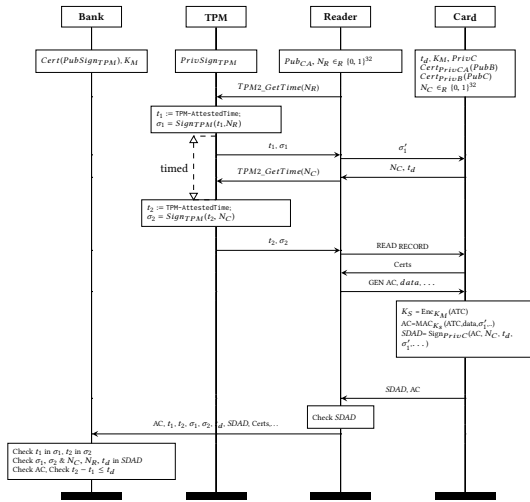 Bank
TPM
Reader
Card
Cert(PubSign_TPM), K_M
PrivSign_TPM
Pub_CA, N_R ∈_R {0, 1}^32
t_d, K_M, PrivC
Cert_PrivCA(PubB)
Cert_PrivB(PubC)
N_C ∈_R {0, 1}^32
TPM2_GetTime(N_R)
t_1 := TPM-AttestedTime;
σ_1 = Sign_TPM(t_1,N_R)
t_1, σ_1
σ_1'
timed
TPM2_GetTime(N_C)
N_C, t_d
t_2 := TPM-AttestedTime;
σ_2 = Sign_TPM(t_2, N_C)
t_2, σ_2
READ RECORD
Certs
GEN AC, data, . . .
K_S = Enc_K_M(ATC)
AC=MAC_K_s(ATC,data,σ_1',..)
SDAD= Sign_PrivC(AC, N_C, t_d,
σ_1', . . . )
SDAD, AC
Check SDAD
AC, t_1, t_2, σ_1, σ_2, t_d, SDAD, Certs,. . .
Check t_1 in σ_1, t_2 in σ_2
Check σ_1, σ_2 & N_C, N_R, t_d in SDAD
Check AC, Check t_2 − t_1 ≤ t_d